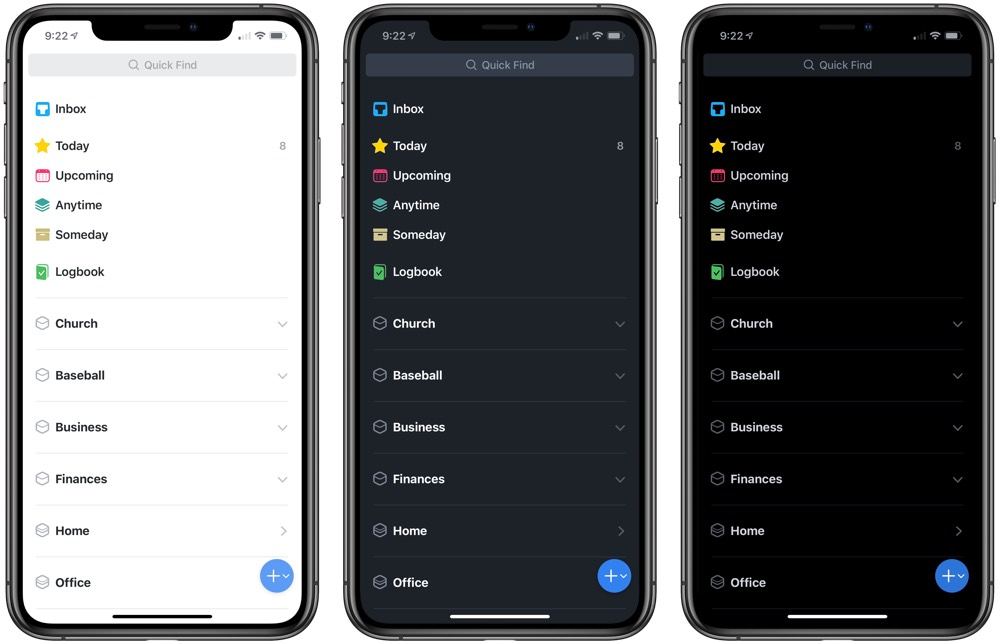 9:22
Quick Find
Inbox
Today 8
Upcoming
Anytime
Someday
Logbook
Church
Baseball
Business
Finances
Home
Office
9:22
Quick Find
Inbox
Today 8
Upcoming
Anytime
Someday
Logbook
Church
Baseball
Business
Finances
Home
Office
9:22
Quick Find
Inbox
Today 8
Upcoming
Anytime
Someday
Logbook
Church
Baseball
Business
Finances
Home
Office